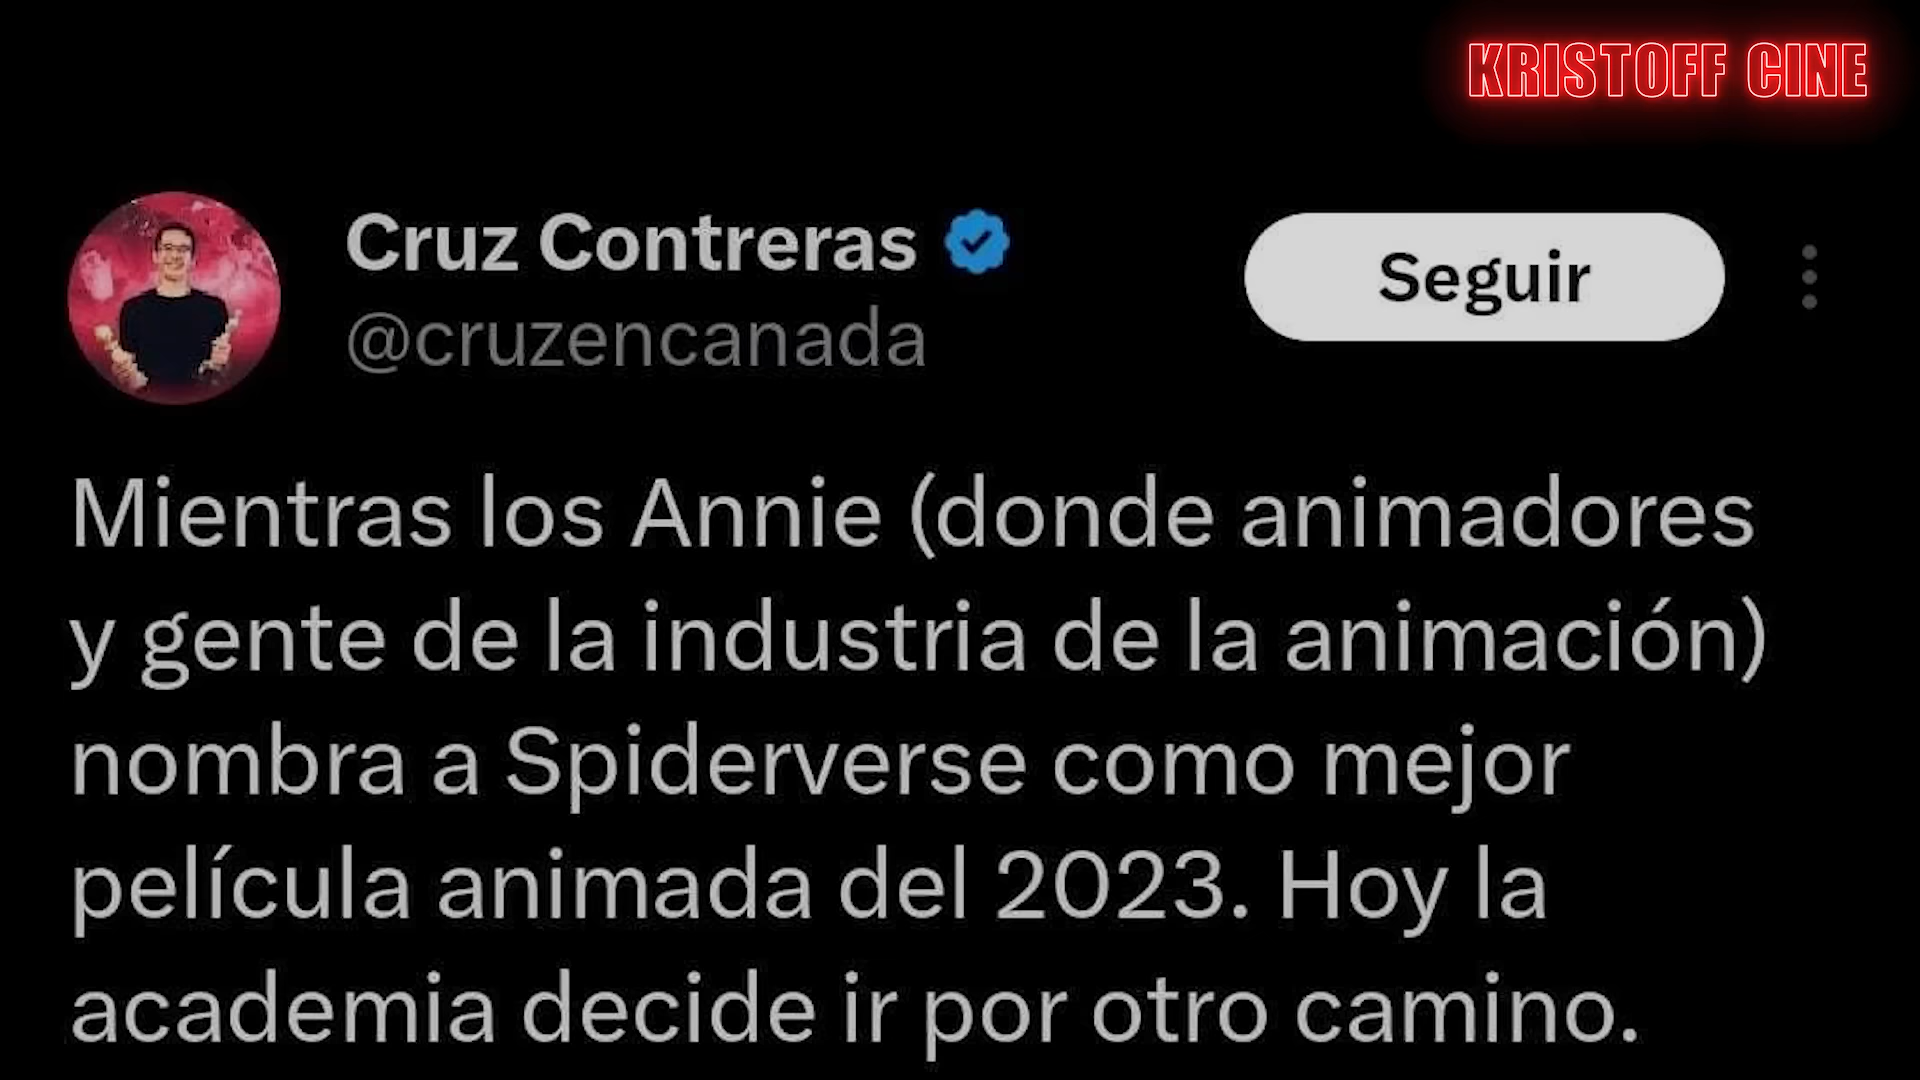 KRISTOFF CINE
Cruz Contreras
Seguir
@cruzencanada
Mientras los Annie (donde animadores
y gente de la industria de la animación)
nombra a Spiderverse como mejor
película animada del 2023. Hoy la
academia decide ir por otro camino.